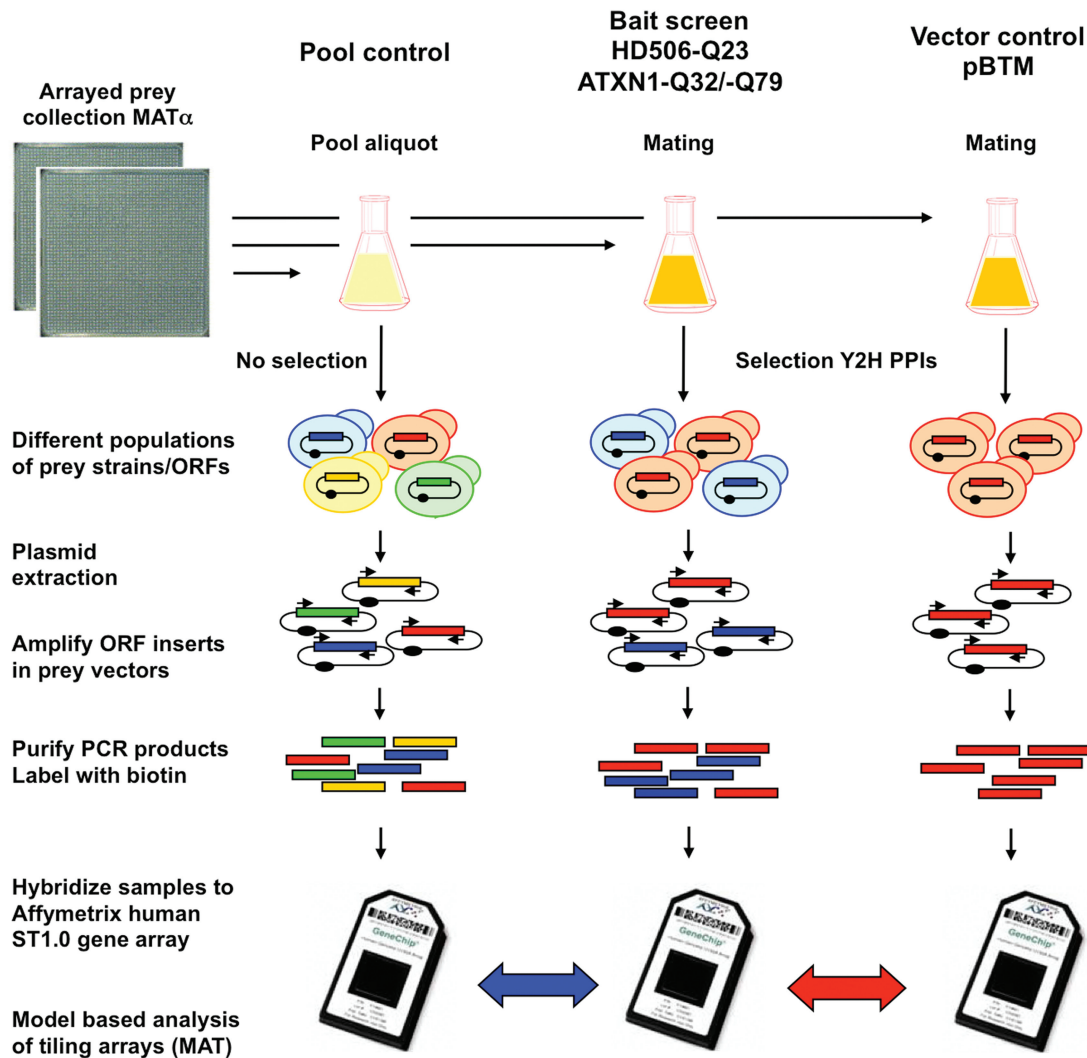 Pool control
Bait screen
HD506-Q23
ATXN1-Q32/-Q79
Vector control
pBTM
Arrayed prey
collection MATα
Pool aliquot
Mating
Mating
No selection
Selection Y2H PPIs
Different populations
of prey strains/ORFs
Plasmid
extraction
Amplify ORF inserts
in prey vectors
Purify PCR products
Label with biotin
Hybridize samples to
Affymetrix human
ST1.0 gene array
GeneChip®
GeneChip®
GeneChip®
Model based analysis
of tiling arrays (MAT)